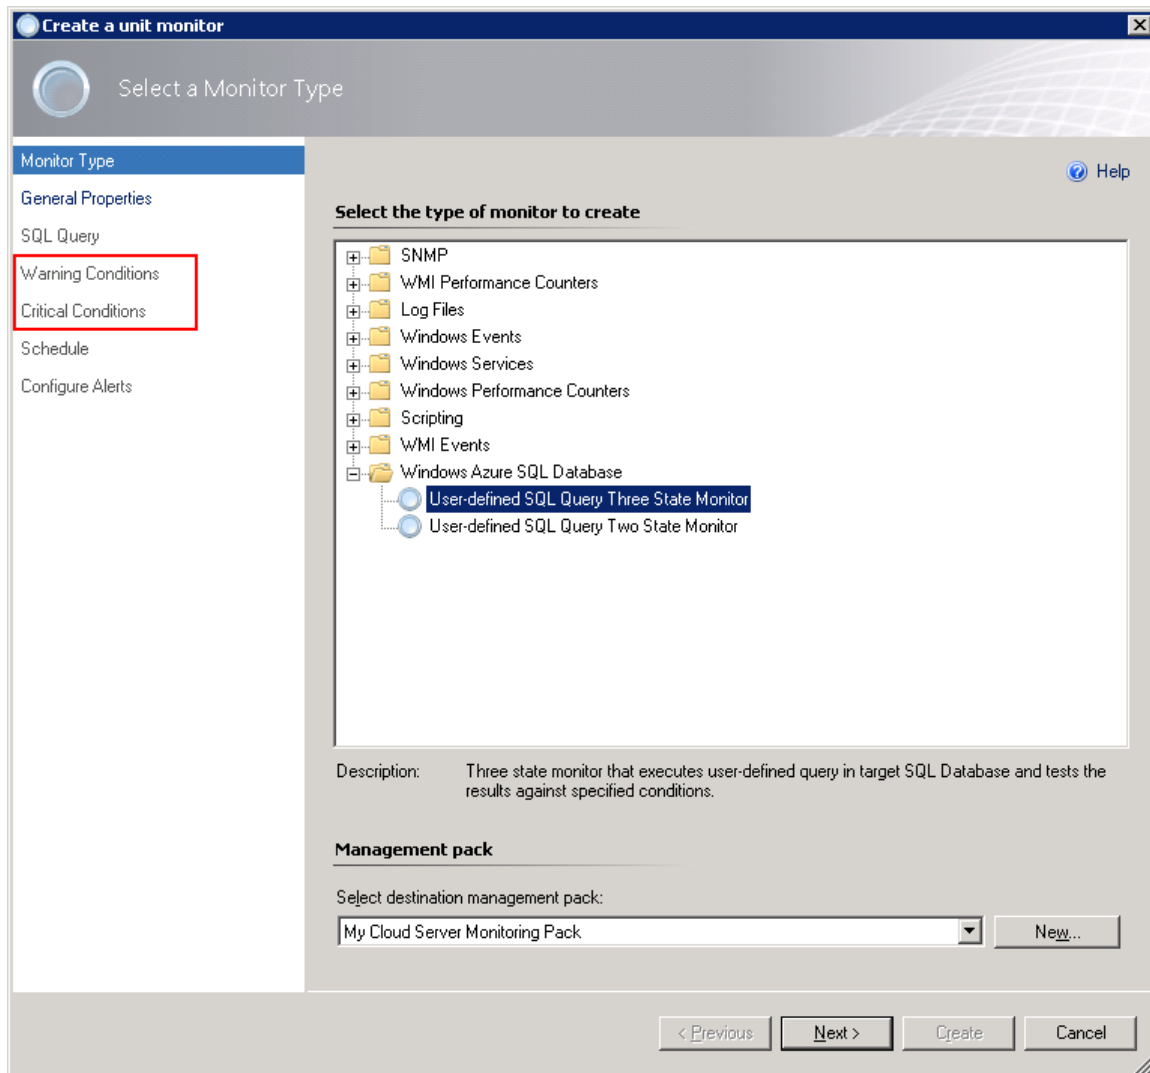 Create a unit monitor
Select a Monitor Type
Monitor Type
General Properties
SQL Query
Warning Conditions
Critical Conditions
Schedule
Configure Alerts
Help
Select the type of monitor to create
SNMP
WMI Performance Counters
Log Files
Windows Events
Windows Services
Windows Performance Counters
Scripting
WMI Events
Windows Azure SQL Database
User-defined SQL Query Three State Monitor
User-defined SQL Query Two State Monitor
Description: Three state monitor that executes user-defined query in target SQL Database and tests the
results against specified conditions.
Management pack
Select destination management pack:
My Cloud Server Monitoring Pack
New...
< Previous
Next >
Create
Cancel